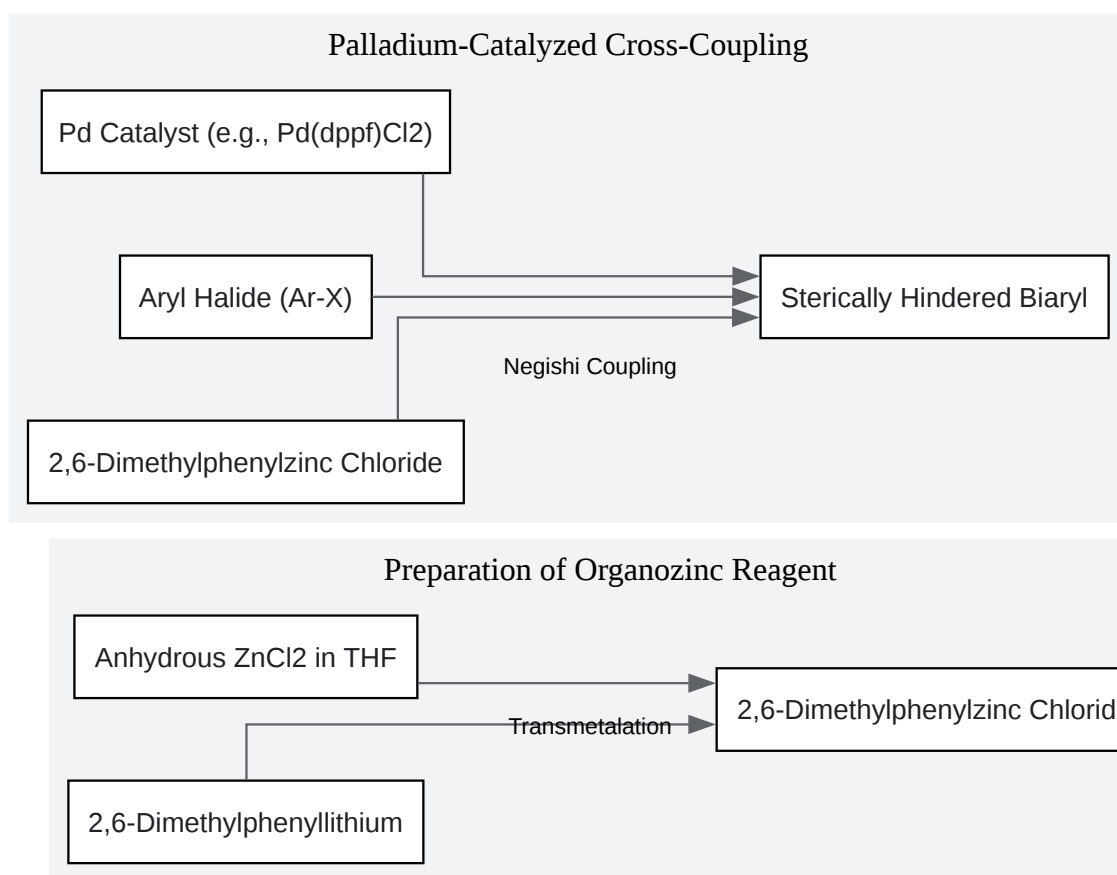 Palladium-Catalyzed Cross-Coupling
Pd Catalyst (e.g., Pd(dppf)Cl2)
Aryl Halide (Ar-X)
Sterically Hindered Biaryl
Negishi Coupling
2,6-Dimethylphenylzinc Chloride
Preparation of Organozinc Reagent
Anhydrous ZnCl2 in THF
2,6-Dimethylphenylzinc Chlorid
Transmetalation
2,6-Dimethylphenyllithium